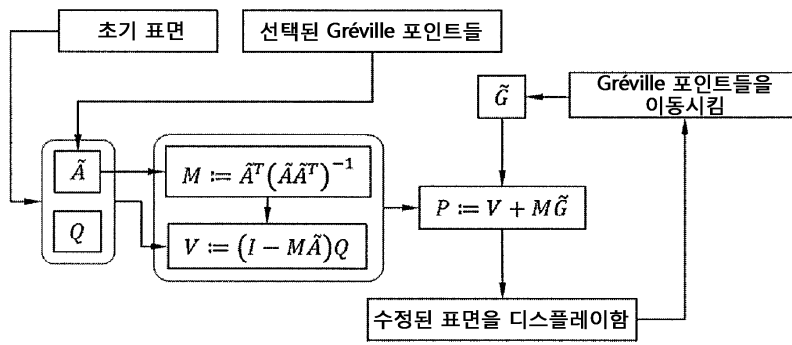 초기 표면
선택된 Gréville 포인트들
G̃
Gréville 포인트들을
이동시킴
Ã
M ≔ Ã^T(ÃÃ^T)^{-1}
P ≔ V + MG̃
Q
V ≔ (I − MÃ)Q
수정된 표면을 디스플레이함